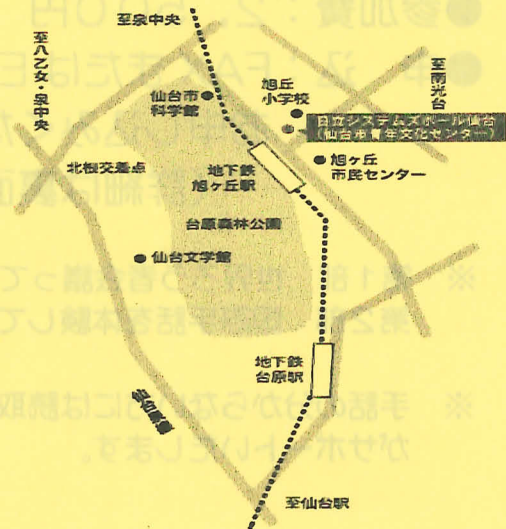 至泉中央
至八乙女・泉中央
至南光台
仙台市
科学館
旭丘
小学校
日立システムズホール仙台
(仙台市青年文化センター)
旭ヶ丘
市民センター
北根交差点
地下鉄
旭ヶ丘駅
台原森林公園
仙台文学館
地下鉄
台原駅
至仙台駅